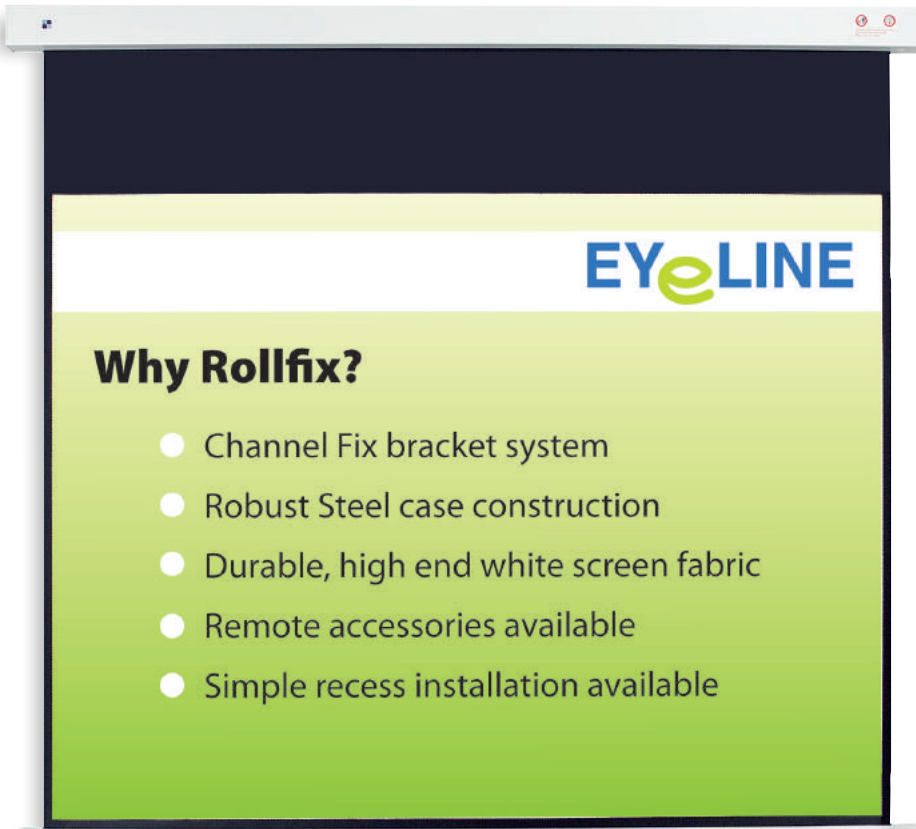 EYeLINE
Why Rollfix?
Channel Fix bracket system
Robust Steel case construction
Durable, high end white screen fabric
Remote accessories available
Simple recess installation available